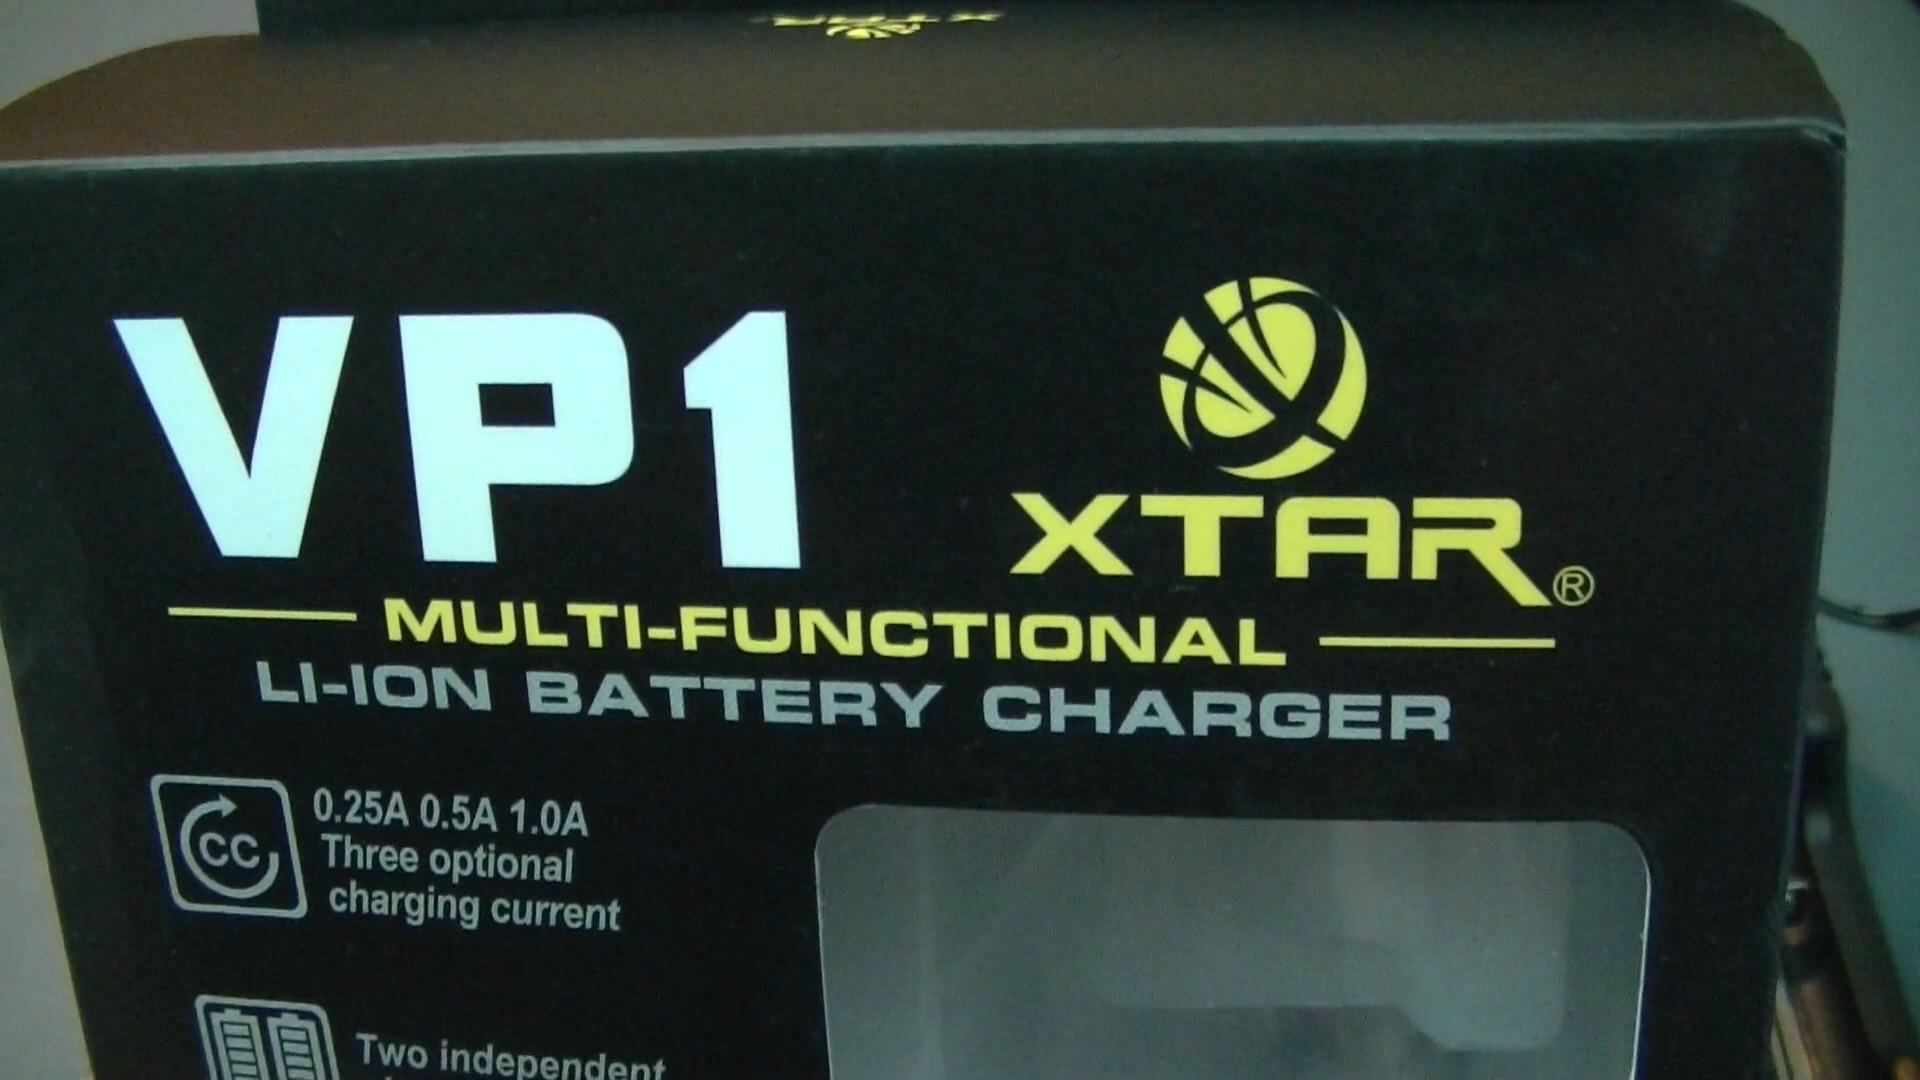 XTAR
VP1
XTAR®
MULTI-FUNCTIONAL
LI-ION BATTERY CHARGER
CC
0.25A 0.5A 1.0A
Three optional
charging current
Two independent